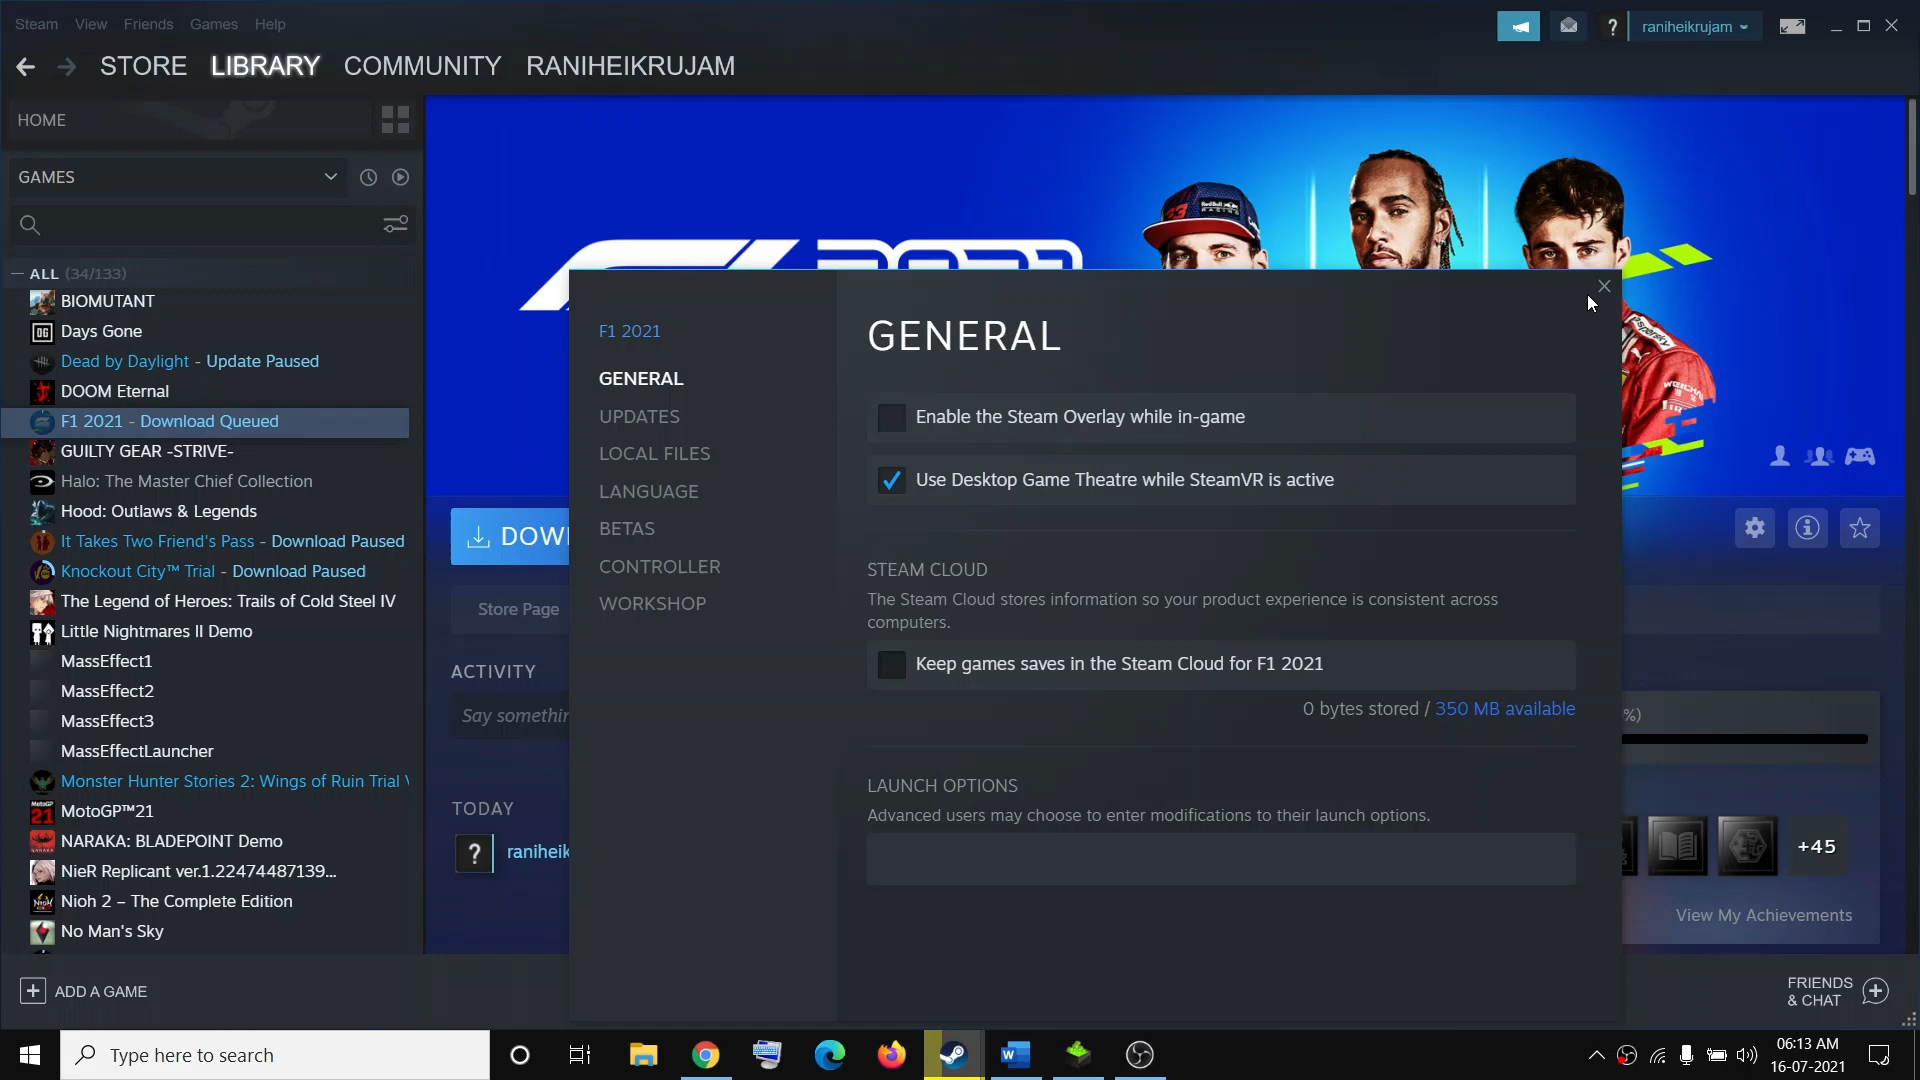 Steam View Friends Games Help
raniheikrujam
STORE LIBRARY COMMUNITY RANIHEIKRUJAM
HOME
GAMES
ALL (34/133)
BIOMUTANT
Days Gone
Dead by Daylight - Update Paused
DOOM Eternal
F1 2021 - Download Queued
GUILTY GEAR -STRIVE-
Halo: The Master Chief Collection
Hood: Outlaws & Legends
It Takes Two Friend's Pass - Download Paused
Knockout City™ Trial - Download Paused
The Legend of Heroes: Trails of Cold Steel IV
Little Nightmares II Demo
MassEffect1
MassEffect2
MassEffect3
MassEffectLauncher
Monster Hunter Stories 2: Wings of Ruin Trial
MotoGP™21
NARAKA: BLADEPOINT Demo
NieR Replicant ver.1.22474487139...
Nioh 2 – The Complete Edition
No Man's Sky
ADD A GAME
F1 2021
33 Red Bull RACING
DOW
Store Page
ACTIVITY
Say somethin
TODAY
? raniheik
F1 2021
GENERAL
UPDATES
LOCAL FILES
LANGUAGE
BETAS
CONTROLLER
WORKSHOP
GENERAL
Enable the Steam Overlay while in-game
Use Desktop Game Theatre while SteamVR is active
STEAM CLOUD
The Steam Cloud stores information so your product experience is consistent across
computers.
Keep games saves in the Steam Cloud for F1 2021
0 bytes stored / 350 MB available
LAUNCH OPTIONS
Advanced users may choose to enter modifications to their launch options.
%)
+45
View My Achievements
FRIENDS
& CHAT
Type here to search
06:13 AM
16-07-2021